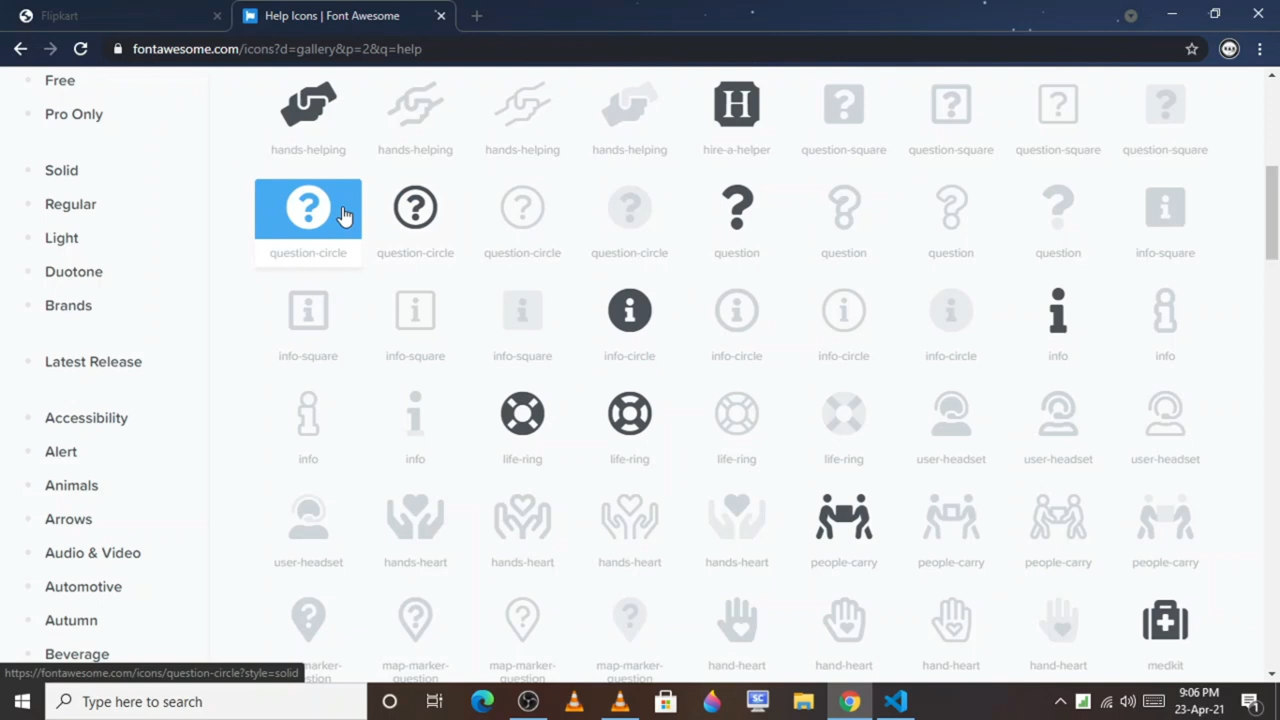 Flipkart
Help Icons | Font Awesome
fontawesome.com/icons?d=gallery&p=2&q=help
Free
Pro Only
Solid
Regular
Light
Duotone
Brands
Latest Release
Accessibility
Alert
Animals
Arrows
Audio & Video
Automotive
Autumn
Beverage
H
hands-helping hands-helping hands-helping hands-helping hire-a-helper question-square question-square question-square question-square
question-circle question-circle question-circle question-circle question question question question info-square
info-square info-square info-square info-circle info-circle info-circle info-circle info info
info info life-ring life-ring life-ring life-ring user-headset user-headset user-headset
user-headset hands-heart hands-heart hands-heart hands-heart people-carry people-carry people-carry people-carry
map-marker-question map-marker-question map-marker-question hand-heart hand-heart hand-heart hand-heart medkit
https://fontawesome.com/icons/question-circle?style=solid
Type here to search
9:06 PM
23-Apr-21